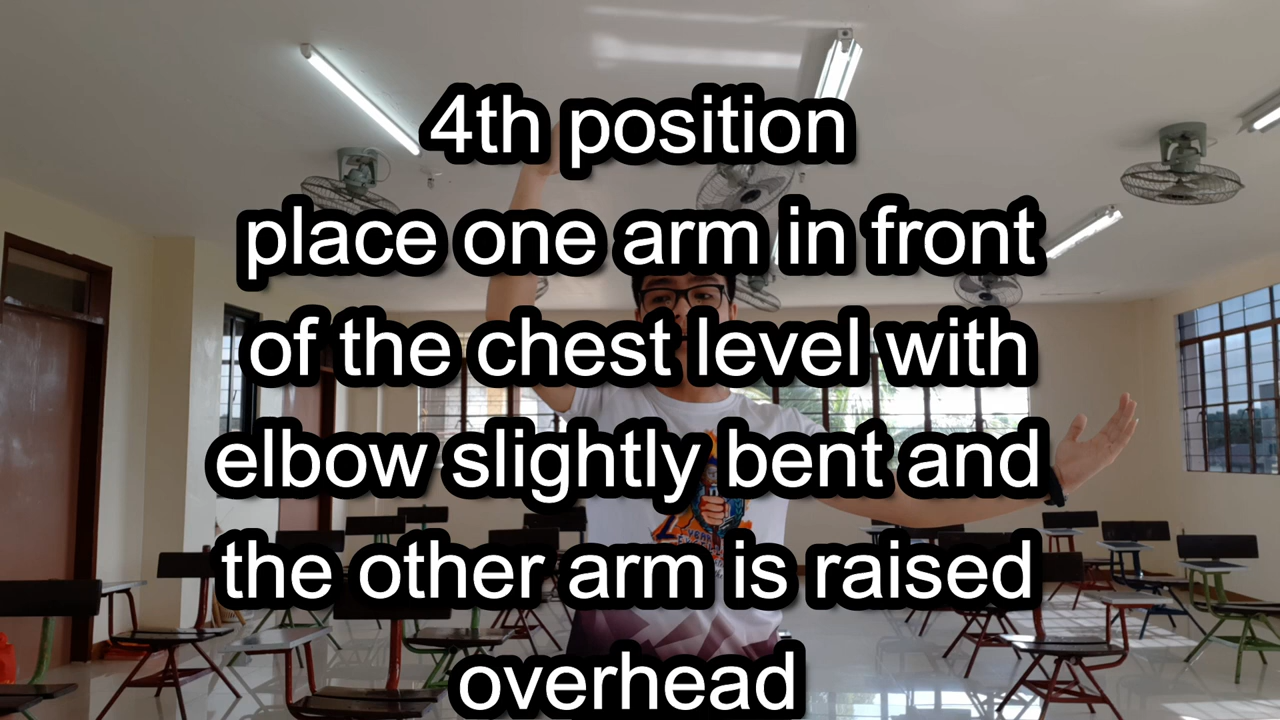 4th position
place one arm in front
of the chest level with
elbow slightly bent and
the other arm is raised
overhead